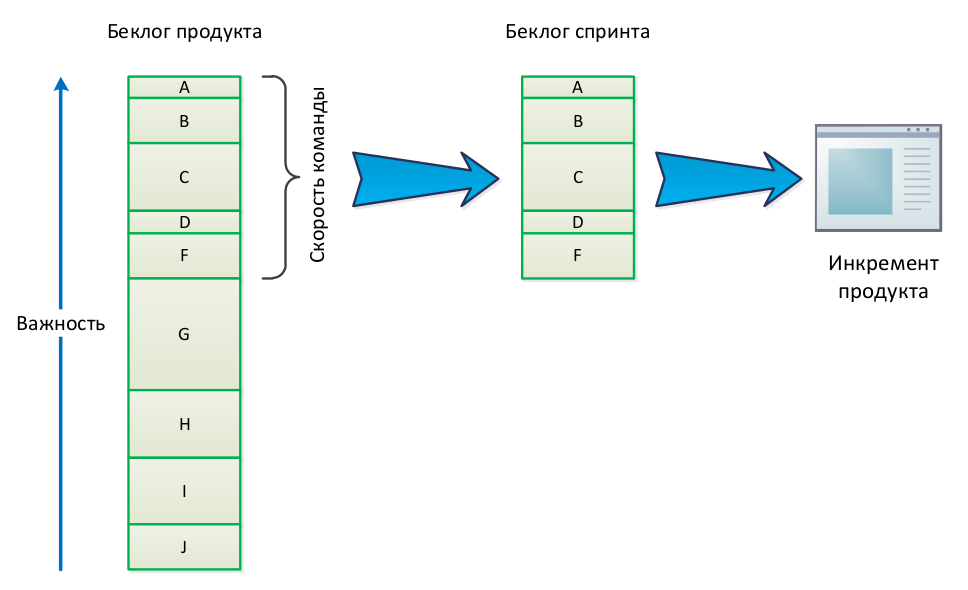 Беклог продукта
Беклог спринта
A
B
C
D
F
G
H
I
J
Важность
Скорость команды
A
B
C
D
F
Инкремент
продукта